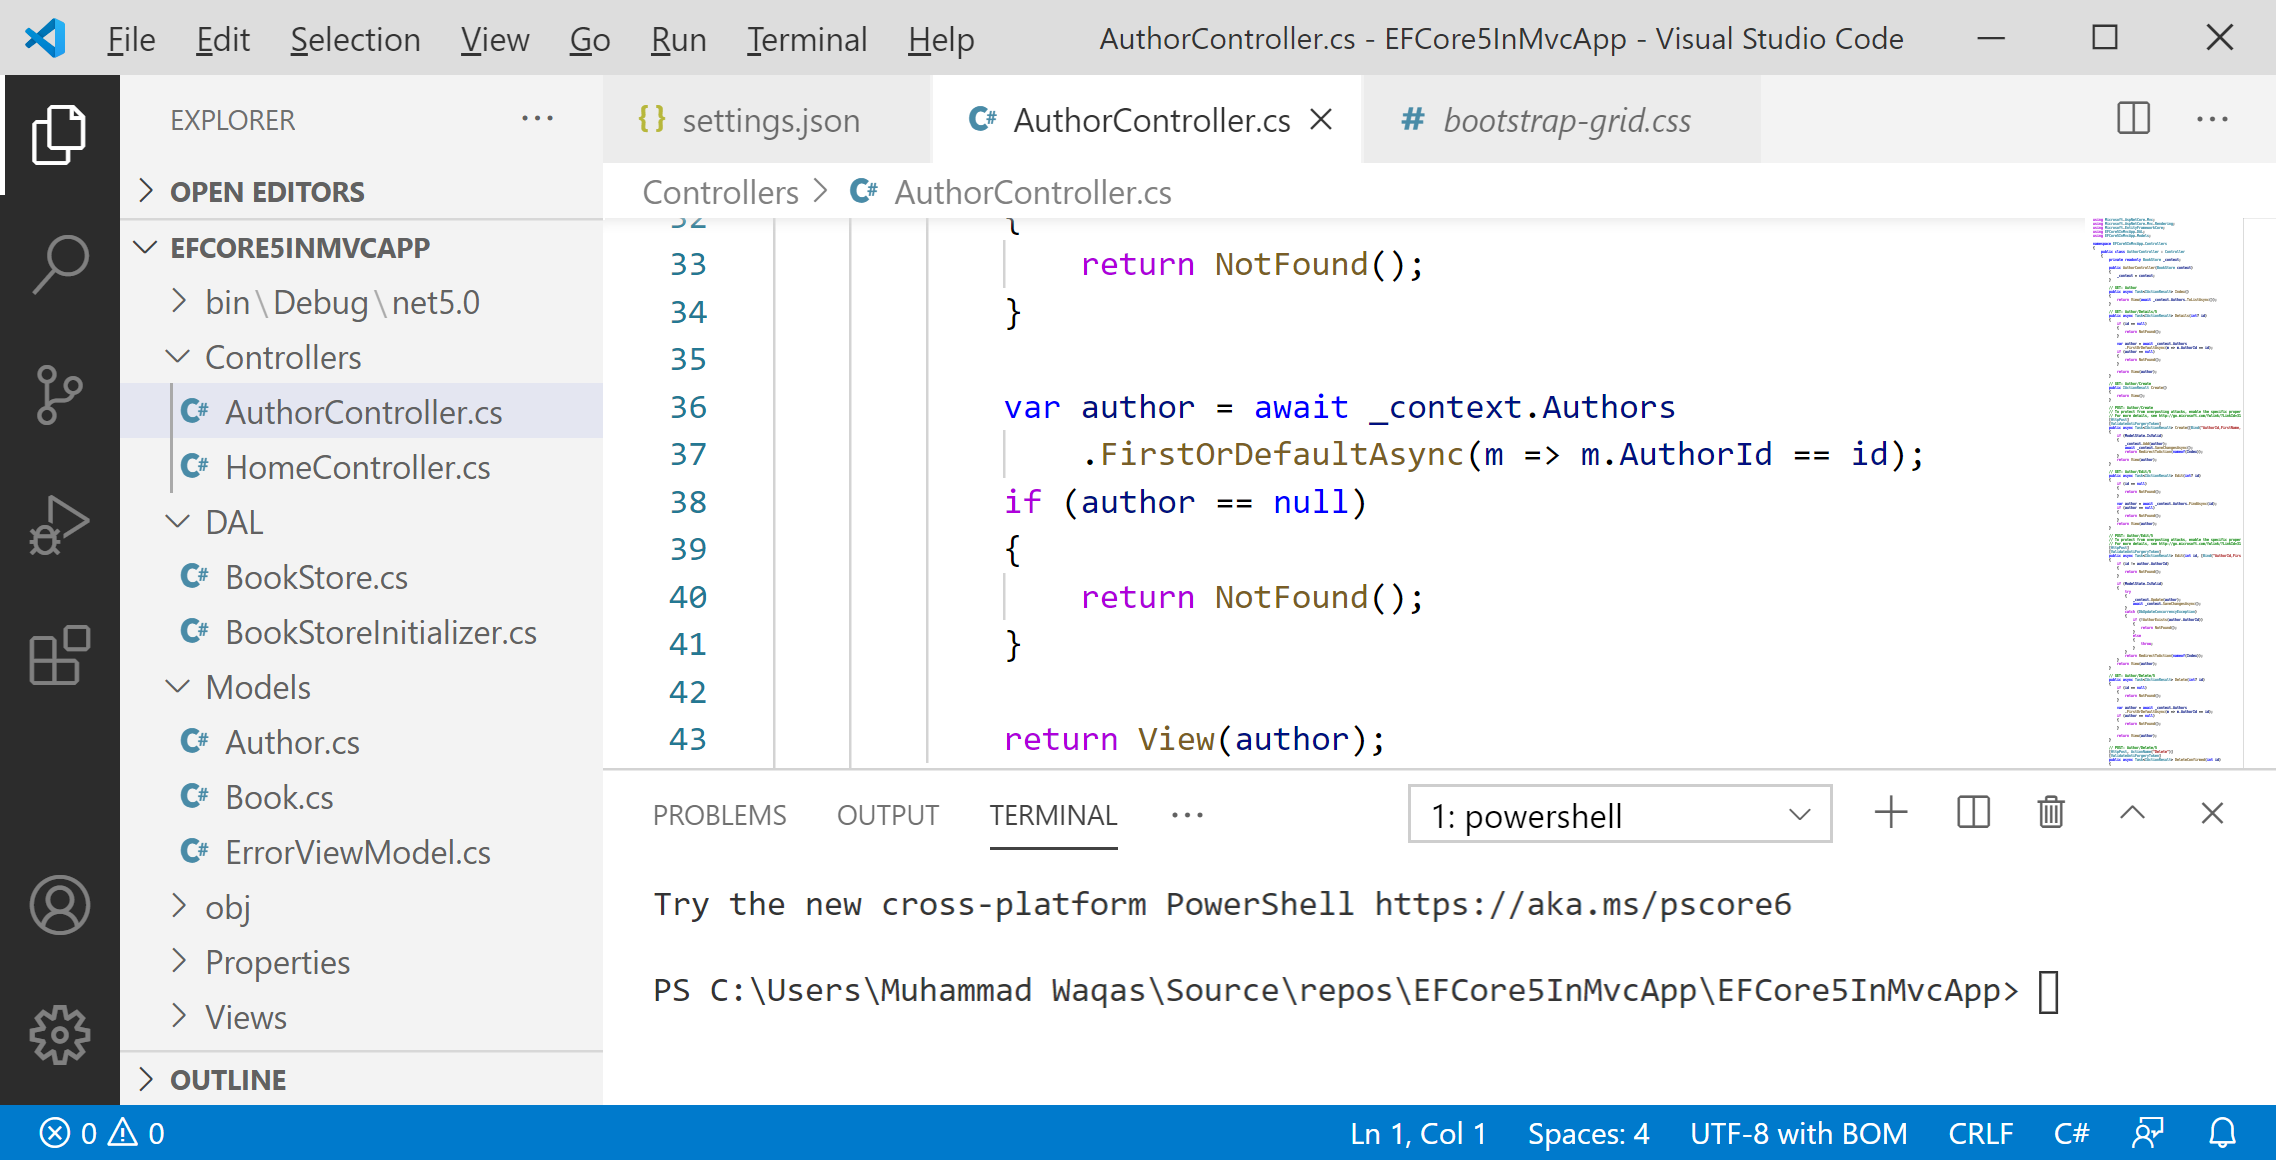 File Edit Selection View Go Run Terminal Help AuthorController.cs - EFCore5InMvcApp - Visual Studio Code
EXPLORER
OPEN EDITORS
EFCORE5INMVCAPP
bin\Debug\net5.0
Controllers
C# AuthorController.cs
C# HomeController.cs
DAL
C# BookStore.cs
C# BookStoreInitializer.cs
Models
C# Author.cs
C# Book.cs
C# ErrorViewModel.cs
obj
Properties
Views
OUTLINE
{} settings.json C# AuthorController.cs # bootstrap-grid.css
Controllers > C# AuthorController.cs
32 {
33 return NotFound();
34 }
35
36 var author = await _context.Authors
37 .FirstOrDefaultAsync(m => m.AuthorId == id);
38 if (author == null)
39 {
40 return NotFound();
41 }
42
43 return View(author);
PROBLEMS OUTPUT TERMINAL ... 1: powershell
Try the new cross-platform PowerShell https://aka.ms/pscore6
PS C:\Users\Muhammad Waqas\Source\repos\EFCore5InMvcApp\EFCore5InMvcApp>
0 0 Ln 1, Col 1 Spaces: 4 UTF-8 with BOM CRLF C#